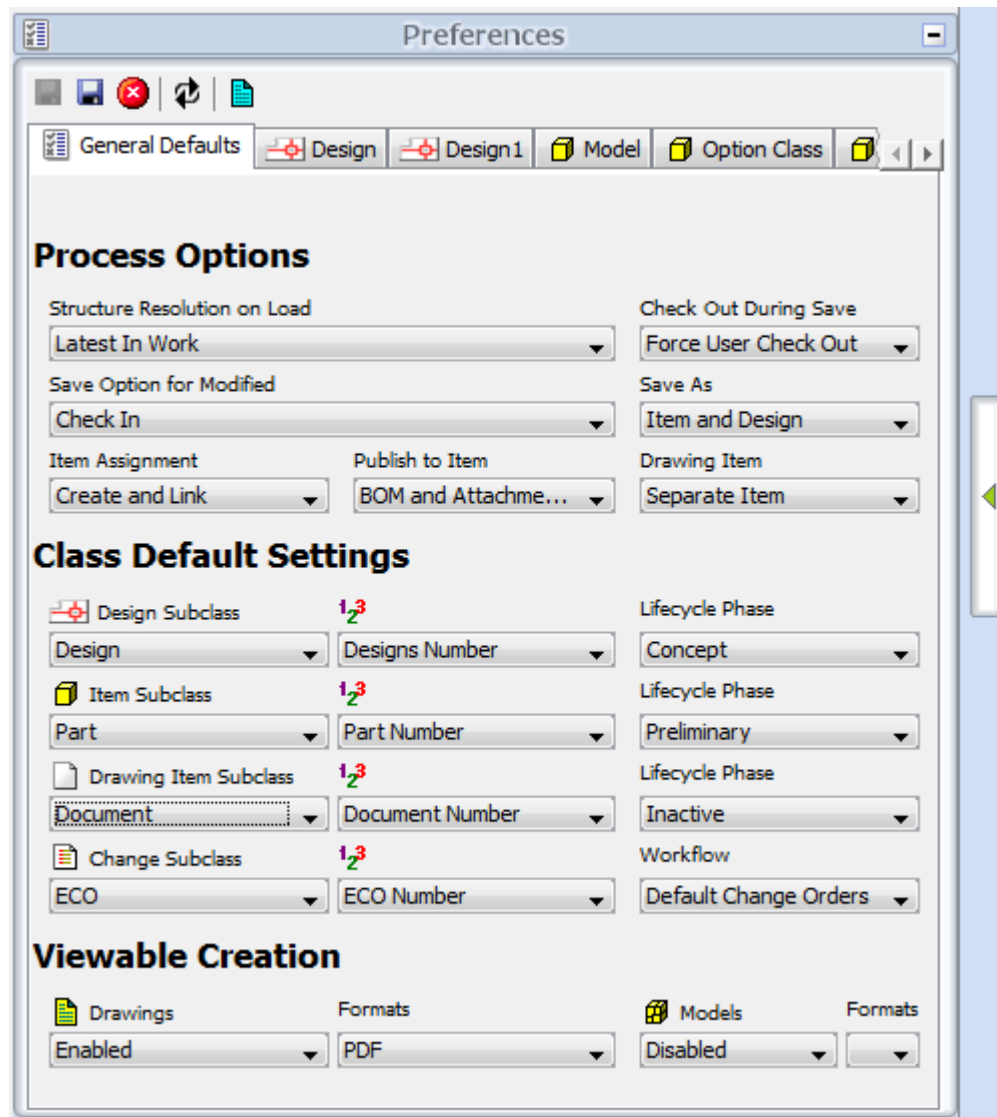 Preferences
General Defaults Design Design1 Model Option Class
Process Options
Structure Resolution on Load Check Out During Save
Latest In Work Force User Check Out
Save Option for Modified Save As
Check In Item and Design
Item Assignment Publish to Item Drawing Item
Create and Link BOM and Attachme... Separate Item
Class Default Settings
Design Subclass 123 Lifecycle Phase
Design Designs Number Concept
Item Subclass 123 Lifecycle Phase
Part Part Number Preliminary
Drawing Item Subclass 123 Lifecycle Phase
Document Document Number Inactive
Change Subclass 123 Workflow
ECO ECO Number Default Change Orders
Viewable Creation
Drawings Formats Models Formats
Enabled PDF Disabled